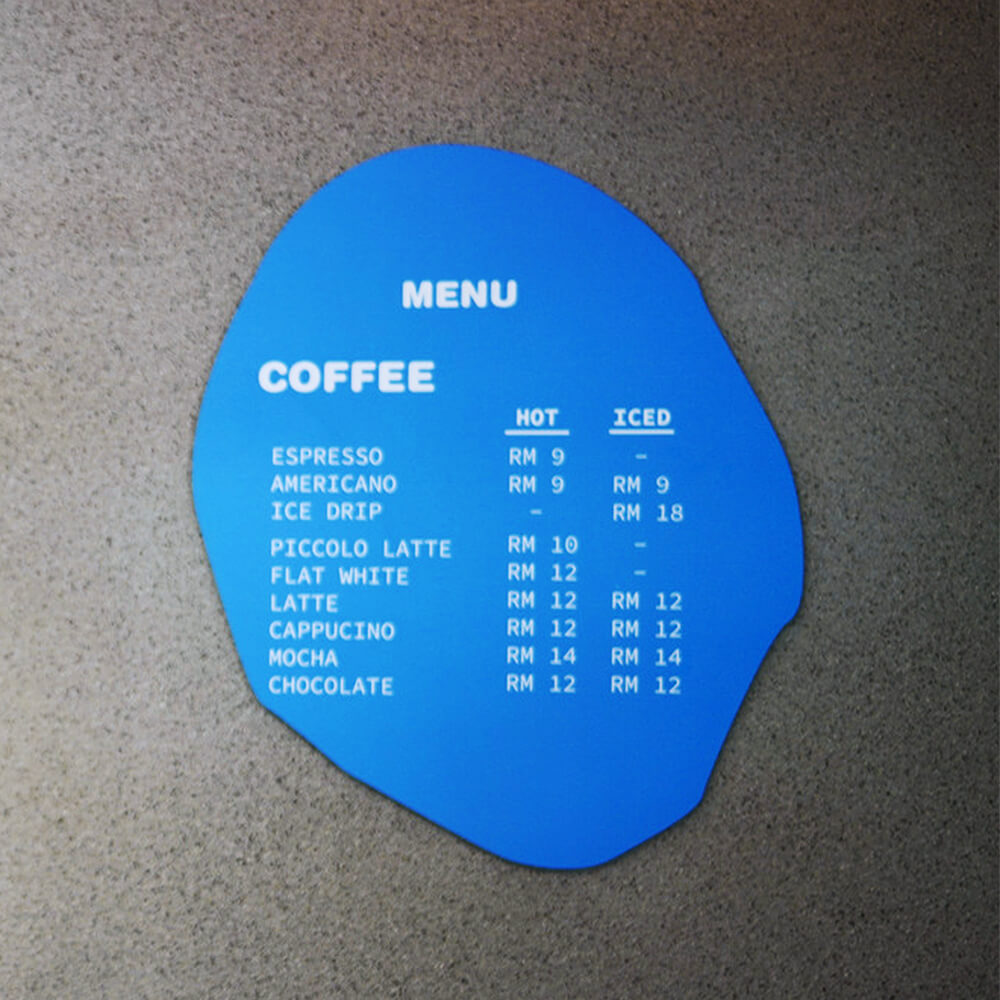 MENU
COFFEE
HOT ICED
ESPRESSO RM 9 -
AMERICANO RM 9 RM 9
ICE DRIP - RM 18
PICCOLO LATTE RM 10 -
FLAT WHITE RM 12 -
LATTE RM 12 RM 12
CAPPUCINO RM 12 RM 12
MOCHA RM 14 RM 14
CHOCOLATE RM 12 RM 12